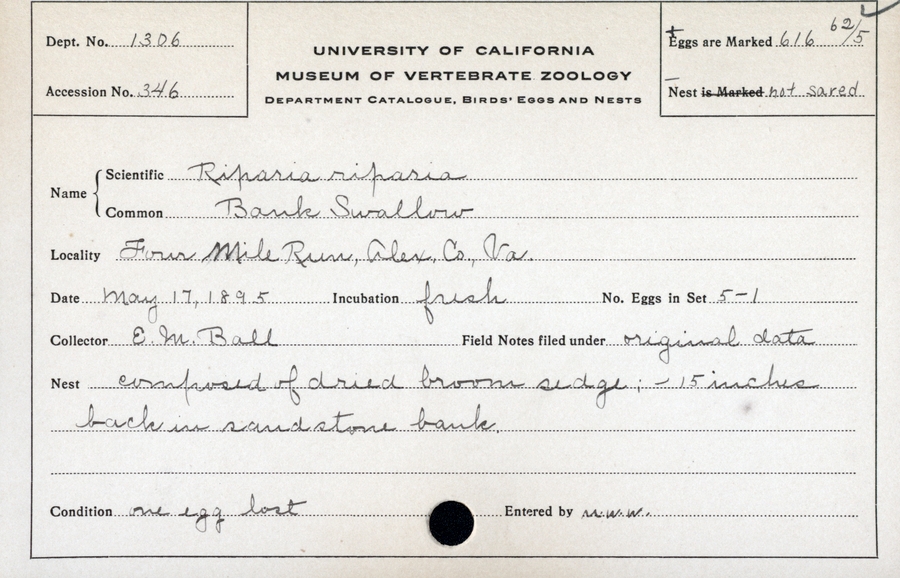 Dept. No. 1306
Accession No. 346
UNIVERSITY OF CALIFORNIA
MUSEUM OF VERTEBRATE ZOOLOGY
DEPARTMENT CATALOGUE, BIRDS' EGGS AND NESTS
Eggs are Marked 616 62/5
Nest is Marked not saved
Name
Scientific Riparia riparia
Common Bank Swallow
Locality Four Mile Run, Alex. Co., Va.
Date May 17, 1895 Incubation fresh No. Eggs in Set 5-1
Collector E. M. Ball Field Notes filed under original data
Nest composed of dried broom sedge; - 15 inches
back in sandstone bank.
Condition one egg lost Entered by